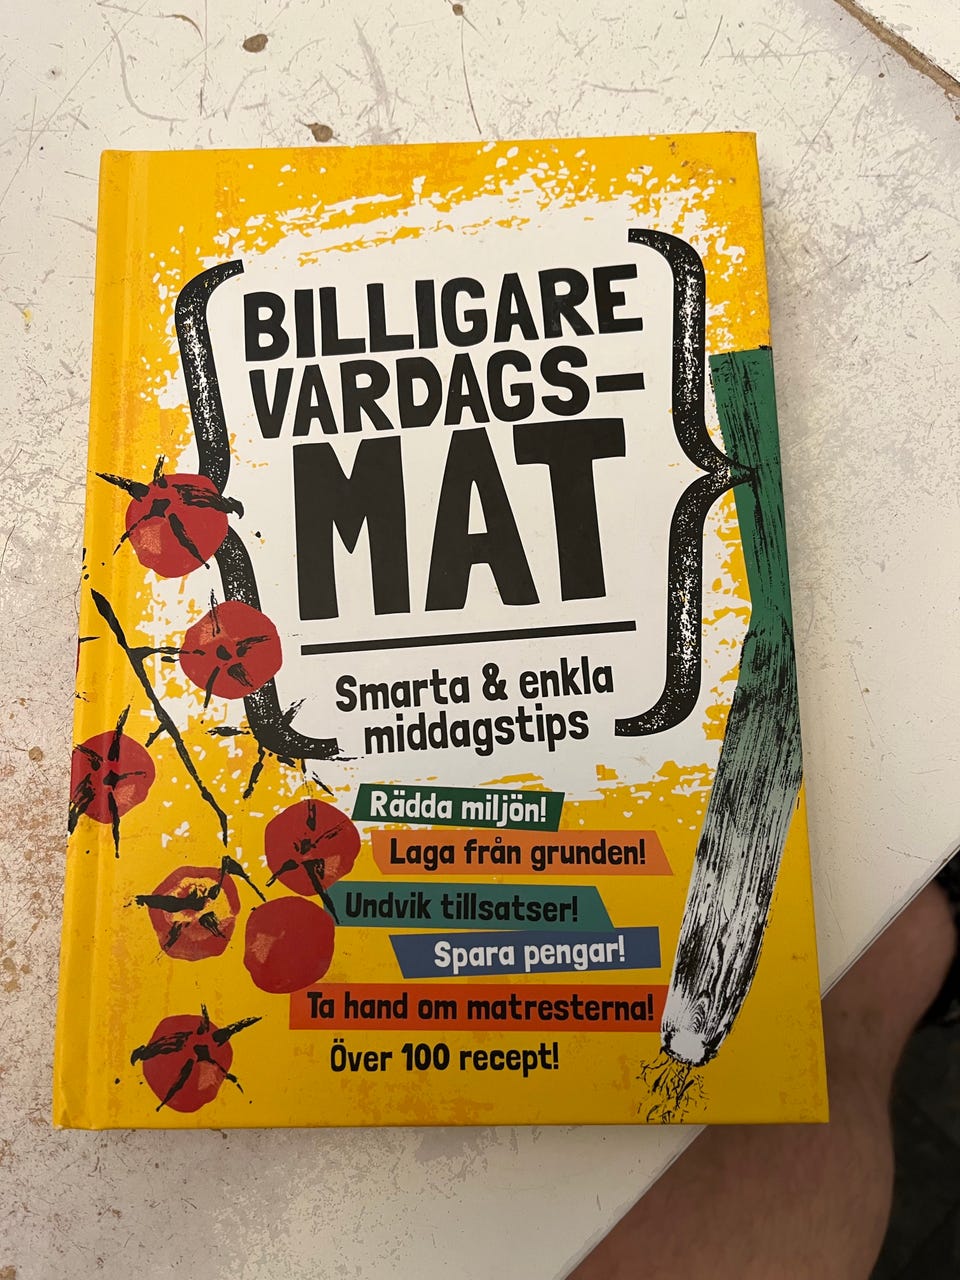 BILLIGARE
VARDAGS-
MAT
Smarta & enkla
middagstips
Rädda miljön!
Laga från grunden!
Undvik tillsatser!
Spara pengar!
Ta hand om matresterna!
Över 100 recept!